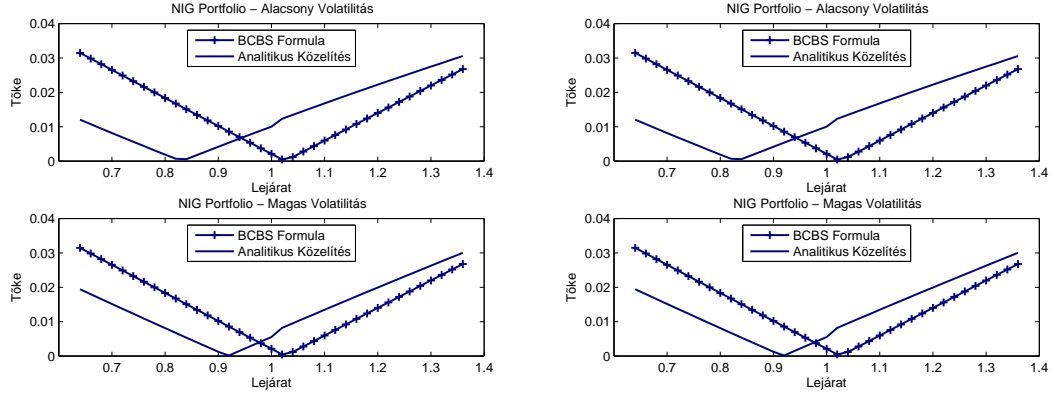 NIG Portfolio − Alacsony Volatilitás
0.04
0.03
0.02
0.01
0
Tőke
BCBS Formula
Analitikus Közelítés
0.7 0.8 0.9 1 1.1 1.2 1.3 1.4
Lejárat
NIG Portfolio − Magas Volatilitás
0.04
0.03
0.02
0.01
0
Tőke
BCBS Formula
Analitikus Közelítés
0.7 0.8 0.9 1 1.1 1.2 1.3 1.4
Lejárat
NIG Portfolio − Alacsony Volatilitás
0.04
0.03
0.02
0.01
0
Tőke
BCBS Formula
Analitikus Közelítés
0.7 0.8 0.9 1 1.1 1.2 1.3 1.4
Lejárat
NIG Portfolio − Magas Volatilitás
0.04
0.03
0.02
0.01
0
Tőke
BCBS Formula
Analitikus Közelítés
0.7 0.8 0.9 1 1.1 1.2 1.3 1.4
Lejárat